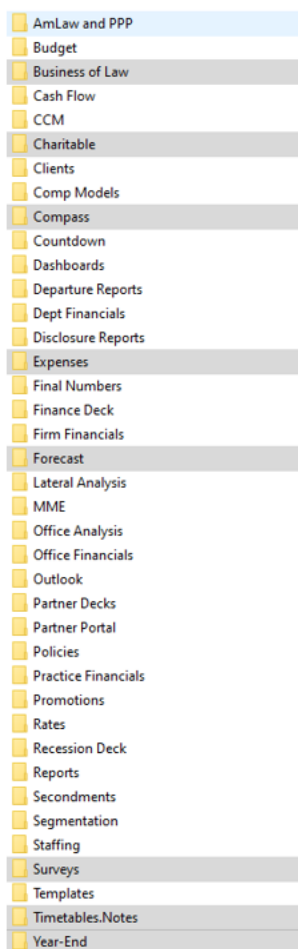 AmLaw and PPP
Budget
Business of Law
Cash Flow
CCM
Charitable
Clients
Comp Models
Compass
Countdown
Dashboards
Departure Reports
Dept Financials
Disclosure Reports
Expenses
Final Numbers
Finance Deck
Firm Financials
Forecast
Lateral Analysis
MME
Office Analysis
Office Financials
Outlook
Partner Decks
Partner Portal
Policies
Practice Financials
Promotions
Rates
Recession Deck
Reports
Secondments
Segmentation
Staffing
Surveys
Templates
Timetables.Notes
Year-End